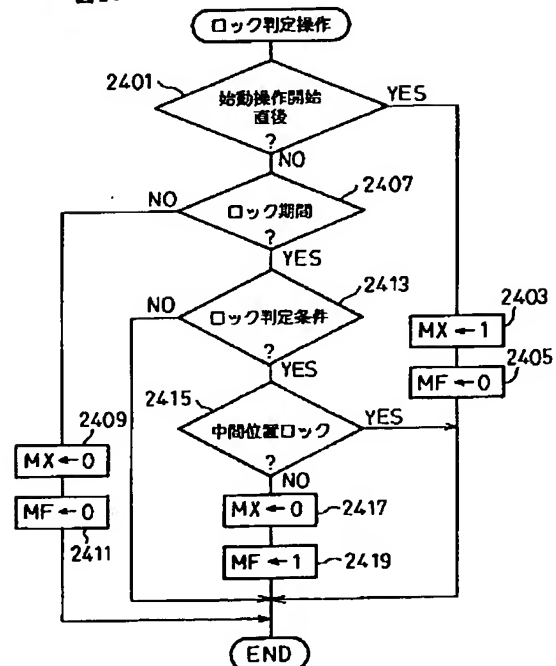 ロック判定操作
2401
始動操作開始
直後
?
YES
NO
2407
NO
ロック期間
?
YES
2413
NO
ロック判定条件
?
YES
2403
MX←1
2405
MF←0
2415
中間位置ロック
YES
?
NO
2409
MX←0
MX←0
2417
MF←0
2411
MF←1
2419
END